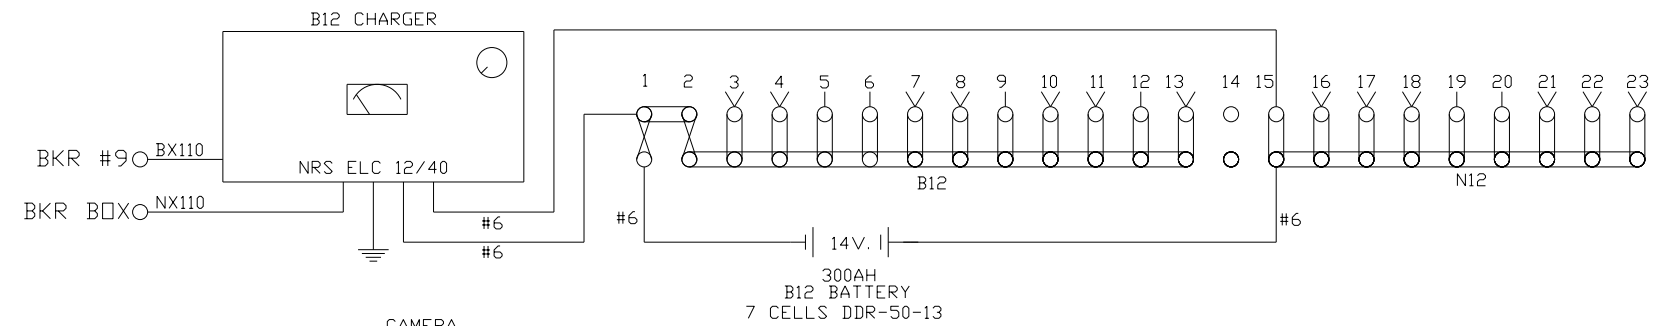 B12 CHARGER
1 2 3 4 5 6 7 8 9 10 11 12 13 14 15 16 17 18 19 20 21 22 23
BX110
BKR #9
NRS ELC 12/40
B12
N12
NX110
BKR BOX
#6
#6
#6
#6
14V.
300AH
B12 BATTERY
7 CELLS DDR-50-13
CAMERA